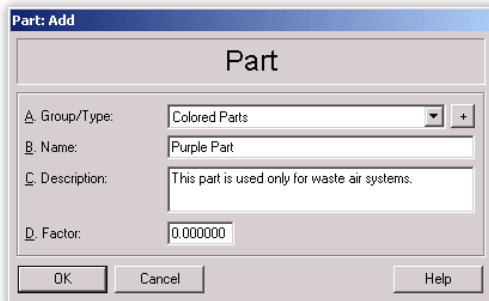 Part: Add
Part
A. Group/Type: Colored Parts +
B. Name: Purple Part
C. Description: This part is used only for waste air systems.
D. Factor: 0.000000
OK Cancel Help